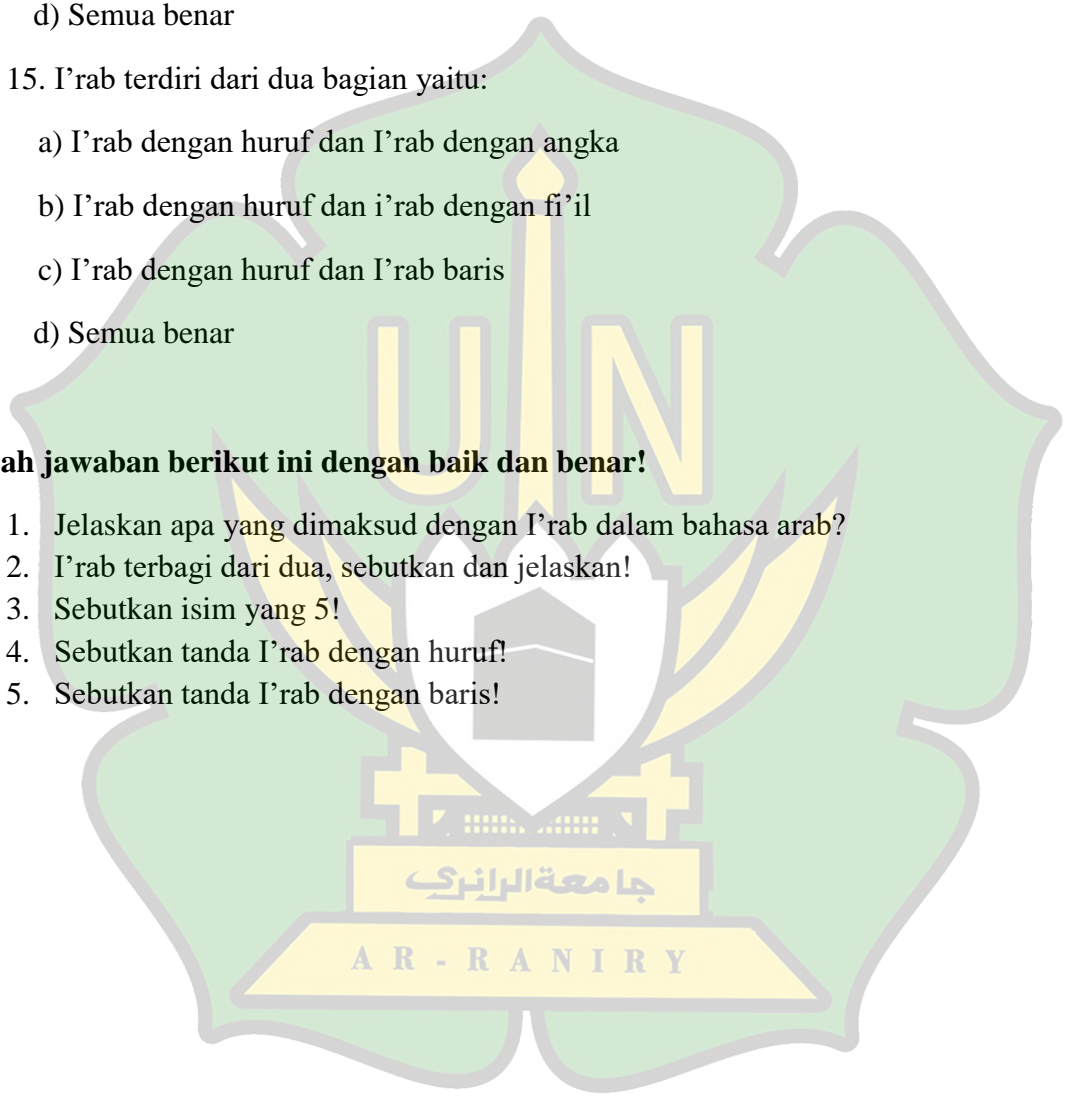 d) Semua benar
15. I’rab terdiri dari dua bagian yaitu:
a) I’rab dengan huruf dan I’rab dengan angka
b) I’rab dengan huruf dan i’rab dengan fi’il
c) I’rab dengan huruf dan I’rab baris
d) Semua benar
UIN
ah jawaban berikut ini dengan baik dan benar!
1. Jelaskan apa yang dimaksud dengan I’rab dalam bahasa arab?
2. I’rab terbagi dari dua, sebutkan dan jelaskan!
3. Sebutkan isim yang 5!
4. Sebutkan tanda I’rab dengan huruf!
5. Sebutkan tanda I’rab dengan baris!
جامعة الرانري
AR - RANIRY